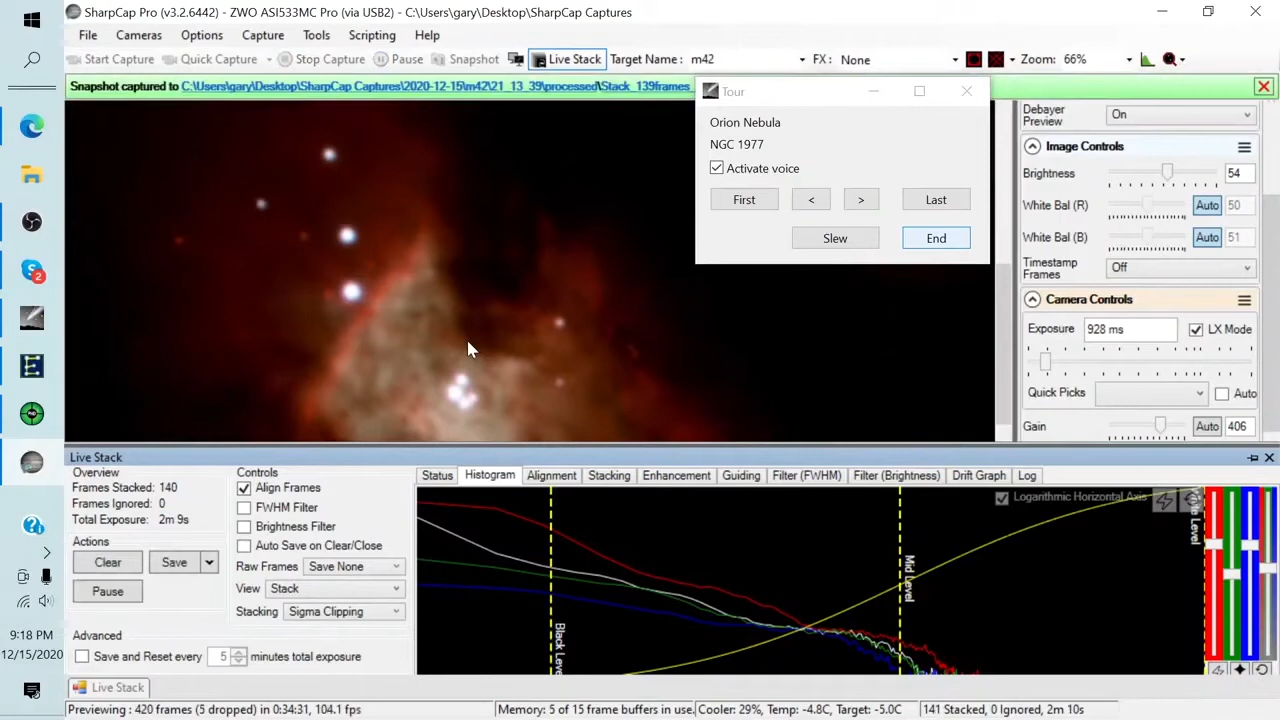 SharpCap Pro (v3.2.6442) - ZWO ASI533MC Pro (via USB2) - C:\Users\gary\Desktop\SharpCap Captures
File Cameras Options Capture Tools Scripting Help
Start Capture Quick Capture Stop Capture Pause Snapshot Live Stack Target Name: m42 FX: None Zoom: 66%
Snapshot captured to C:\Users\gary\Desktop\SharpCap Captures\2020-12-15\m42\21_13_39\processed\Stack_139frames_
Tour
Orion Nebula
NGC 1977
Activate voice
First < > Last
Slew End
Debayer Preview On
Image Controls
Brightness 54
White Bal (R) Auto 50
White Bal (B) Auto 51
Timestamp Frames Off
Camera Controls
Exposure 928 ms LX Mode
Quick Picks Auto
Gain Auto 406
Live Stack
Overview
Frames Stacked: 140
Frames Ignored: 0
Total Exposure: 2m 9s
Actions
Clear Save
Pause
Advanced
Save and Reset every 5 minutes total exposure
Controls
Align Frames
FWHM Filter
Brightness Filter
Auto Save on Clear/Close
Raw Frames Save None
View Stack
Stacking Sigma Clipping
Status Histogram Alignment Stacking Enhancement Guiding Filter (FWHM) Filter (Brightness) Drift Graph Log
Logarithmic Horizontal Axis
Black Level
Mid Level
Live Stack
Previewing : 420 frames (5 dropped) in 0:34:31, 104.1 fps
Memory: 5 of 15 frame buffers in use.
Cooler: 29%, Temp: -4.8C, Target: -5.0C
141 Stacked, 0 Ignored, 2m 10s
2
9:18 PM
12/15/2020